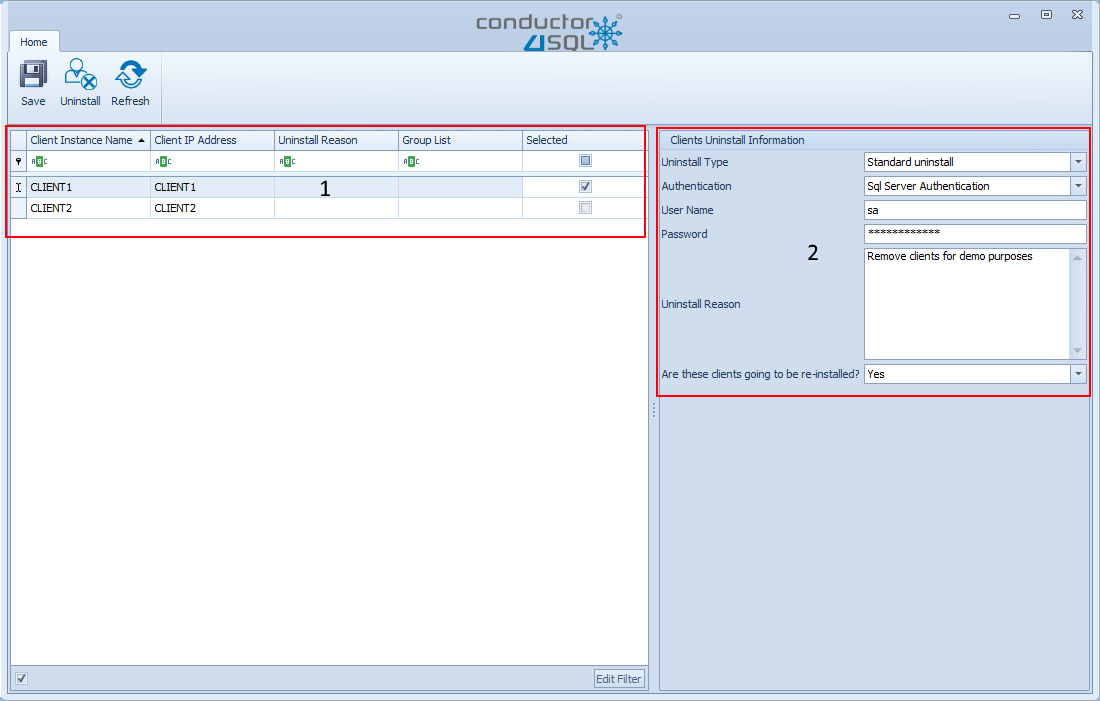 conductor
4SQL
Home
Save Uninstall Refresh
Client Instance Name Client IP Address Uninstall Reason Group List Selected
ABC ABC ABC ABC
CLIENT1 CLIENT1
CLIENT2 CLIENT2
1
Edit Filter
Clients Uninstall Information
Uninstall Type Standard uninstall
Authentication Sql Server Authentication
User Name sa
Password ************
2
Uninstall Reason Remove clients for demo purposes
Are these clients going to be re-installed? Yes